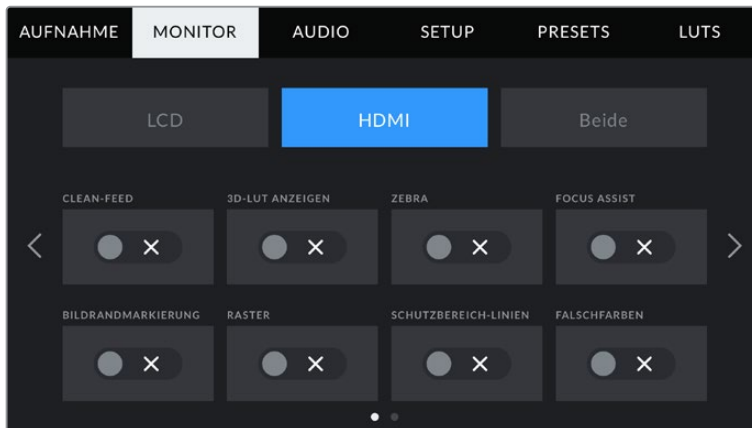 AUFNAHME MONITOR AUDIO SETUP PRESETS LUTS
LCD HDMI Beide
CLEAN-FEED 3D-LUT ANZEIGEN ZEBRA FOCUS ASSIST
BILDRANDMARKIERUNG RASTER SCHUTZBEREICH-LINIEN FALSCHFARBEN